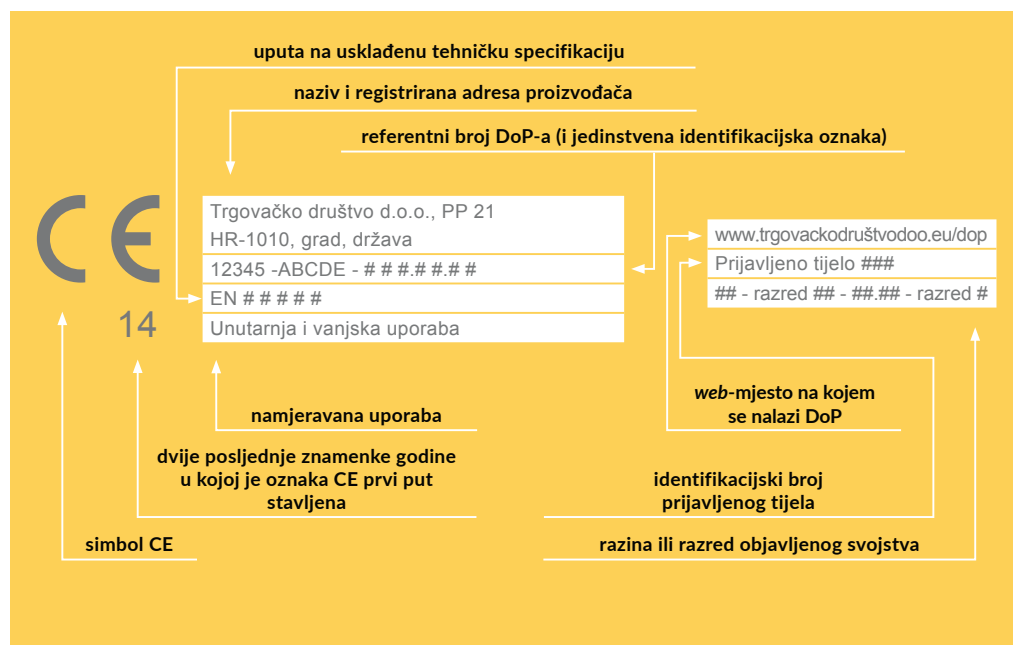 uputa na usklađenu tehničku specifikaciju
naziv i registrirana adresa proizvođača
referentni broj DoP-a (i jedinstvena identifikacijska oznaka)
CE
14
Trgovačko društvo d.o.o., PP 21
HR-1010, grad, država
12345 -ABCDE - # # #.# #.# #
EN # # # # #
Unutarnja i vanjska uporaba
www.trgovackodruštvodoo.eu/dop
Prijavljeno tijelo ###
## - razred ## - ##.## - razred #
namjeravana uporaba
dvije posljednje znamenke godine
u kojoj je oznaka CE prvi put
stavljena
simbol CE
web-mjesto na kojem
se nalazi DoP
identifikacijski broj
prijavljenog tijela
razina ili razred objavljenog svojstva